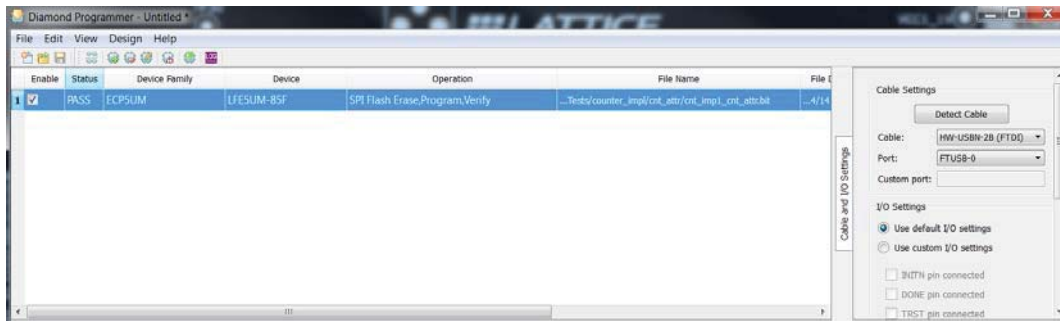 Diamond Programmer - Untitled *
LATTICE
File Edit View Design Help
Enable Status Device Family Device Operation File Name File D
1 PASS ECP5UM LFE5UM-85F SPI Flash Erase,Program,Verify ...Tests/counter_impl/cnt_attr/cnt_imp1_cnt_attr.bit ...4/14
Cable and I/O Settings
Cable Settings
Detect Cable
Cable: HW-USBN-2B (FTDI)
Port: FTUSB-0
Custom port:
I/O Settings
Use default I/O settings
Use custom I/O settings
INITN pin connected
DONE pin connected
TRST pin connected